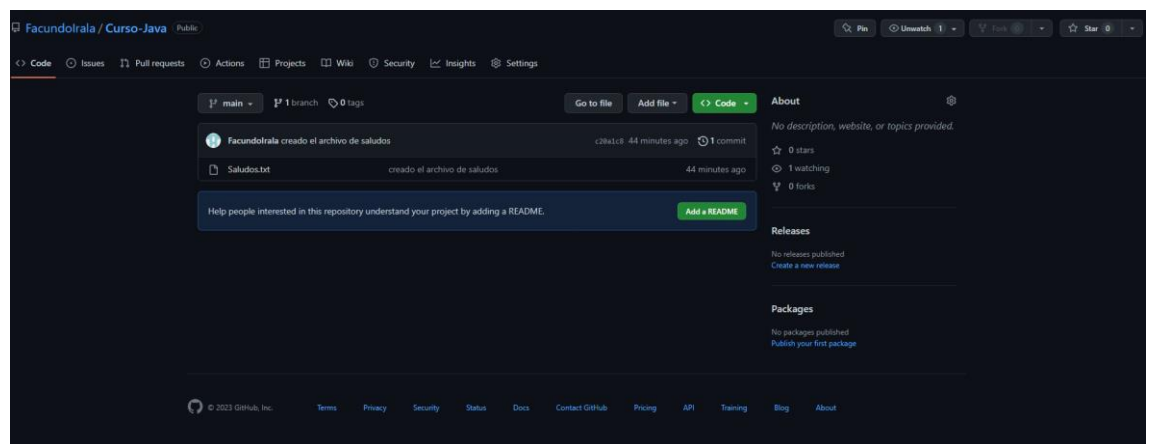 FacundoIrala / Curso-Java Public
Pin Unwatch 1 Fork 0 Star 0
Code Issues Pull requests Actions Projects Wiki Security Insights Settings
main 1 branch 0 tags Go to file Add file Code
FacundoIrala creado el archivo de saludos c20a1c8 44 minutes ago 1 commit
Saludos.txt creado el archivo de saludos 44 minutes ago
Help people interested in this repository understand your project by adding a README. Add a README
About
No description, website, or topics provided.
0 stars
1 watching
0 forks
Releases
No releases published
Create a new release
Packages
No packages published
Publish your first package
© 2023 GitHub, Inc. Terms Privacy Security Status Docs Contact GitHub Pricing API Training Blog About